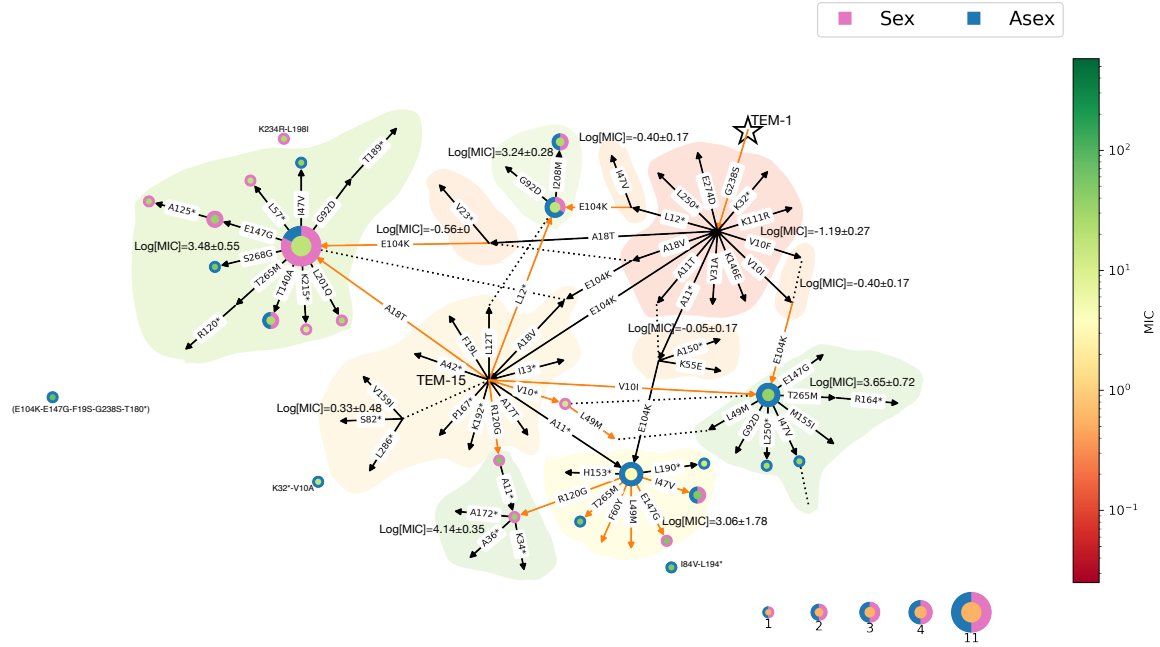 Sex
Asex
TEM-1
K234R-L198I
Log[MIC]=-0.40±0.17
Log[MIC]=3.24±0.28
T189*
I208M
G92D
I47V
E274D
G238S
L250*
K32*
K111R
L57*
I47V
G92D
A125*
E147G
V23*
E104K
L12*
Log[MIC]=-0.56±0
Log[MIC]=-1.19±0.27
A18T
V10F
Log[MIC]=3.48±0.55
E104K
A18V
S268G
A11T
V31A
K146E
V10I
T265M
T140A
K215*
L201Q
E104K
Log[MIC]=-0.40±0.17
A11*
L12*
E104K
A18T
R120*
Log[MIC]=-0.05±0.17
F19L
L12T
A18V
A150*
E104K
K55E
A42*
I13*
TEM-15
E147G
Log[MIC]=3.65±0.72
V159I
V10*
V10I
T265M
R164*
(E104K-E147G-F19S-G238S-T180*)
Log[MIC]=0.33±0.48
S82*
P167*
K192*
R120G
A17T
L49M
E104K
L49M
G92D
L250*
I47V
M155I
A11*
L286*
H153*
L190*
K32*-V10A
A11*
R120G
T265M
F60Y
L49M
E147G
I47V
A172*
Log[MIC]=4.14±0.35
A36*
K34*
Log[MIC]=3.06±1.78
I84V-L194*
10²
10¹
10⁰
10⁻¹
MIC
1
2
3
4
11